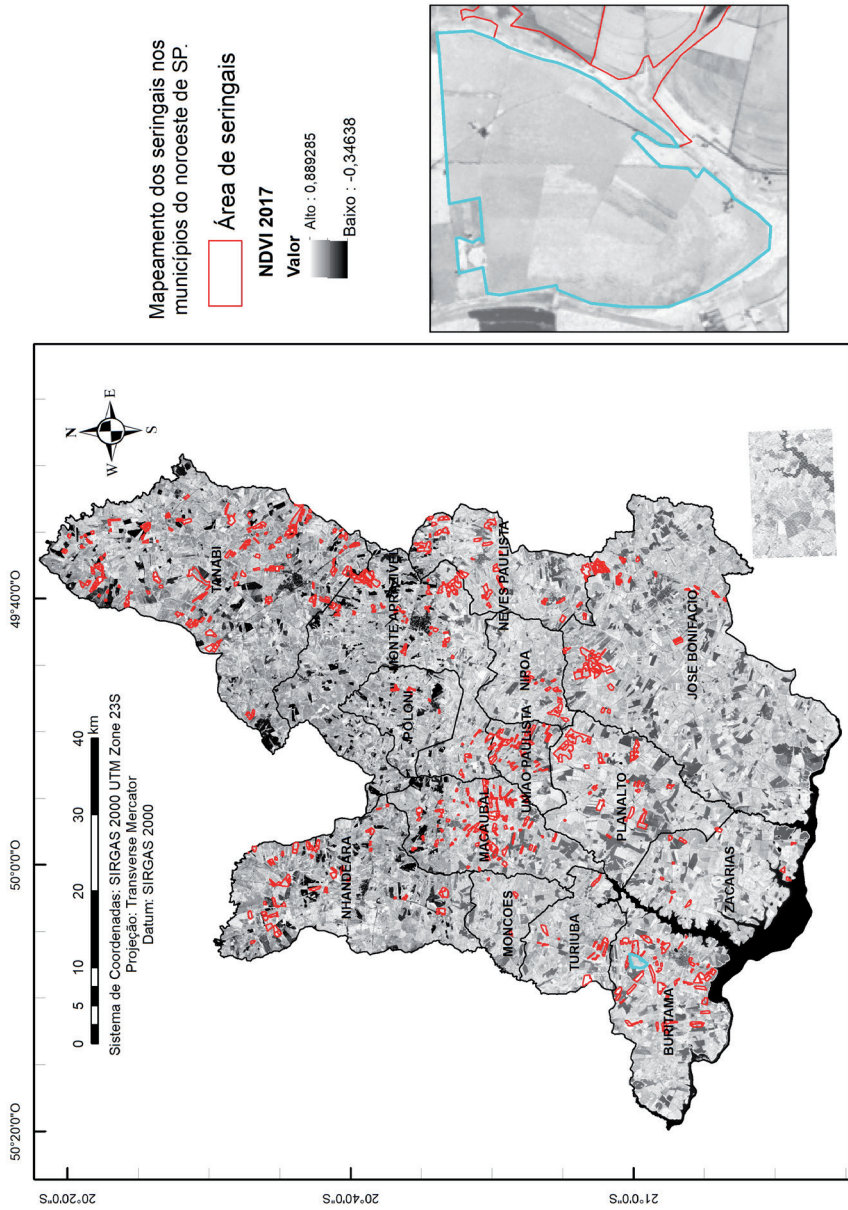 50°20'0"O
50°0'0"O
49°40'0"O
20°20'0"S
20°40'0"S
21°0'0"S
0
5
10
20
30
40
km
Sistema de Coordenadas: SIRGAS 2000 UTM Zone 23S
Projeção: Transverse Mercator
Datum: SIRGAS 2000
N
W
E
S
TANABI
NHANDEARA
MONTE APRAZIVEL
POLONI
MACAUBAL
NEVES PAULISTA
UNIÃO PAULISTA
NIPOA
MONCOES
TURIUBA
PLANALTO
JOSE BONIFACIO
BURITAMA
ZACARIAS
Mapeamento dos seringais nos
municípios do noroeste de SP.
Área de seringais
NDVI 2017
Valor
Alto : 0,889285
Baixo : -0,34638